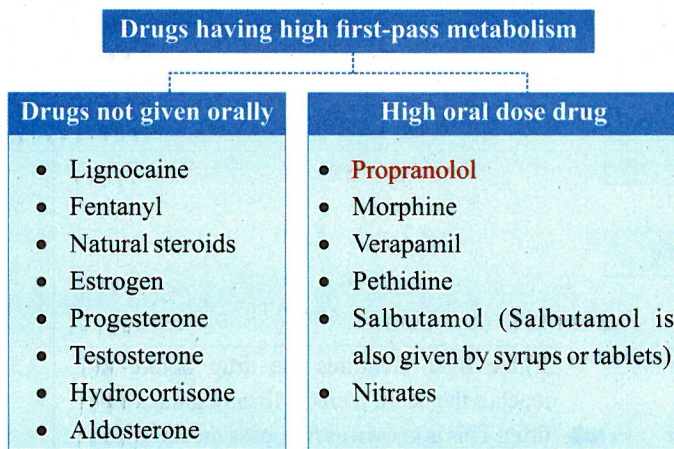 Drugs having high first-pass metabolism
Drugs not given orally
• Lignocaine
• Fentanyl
• Natural steroids
• Estrogen
• Progesterone
• Testosterone
• Hydrocortisone
• Aldosterone
High oral dose drug
• Propranolol
• Morphine
• Verapamil
• Pethidine
• Salbutamol (Salbutamol is
also given by syrups or tablets)
• Nitrates